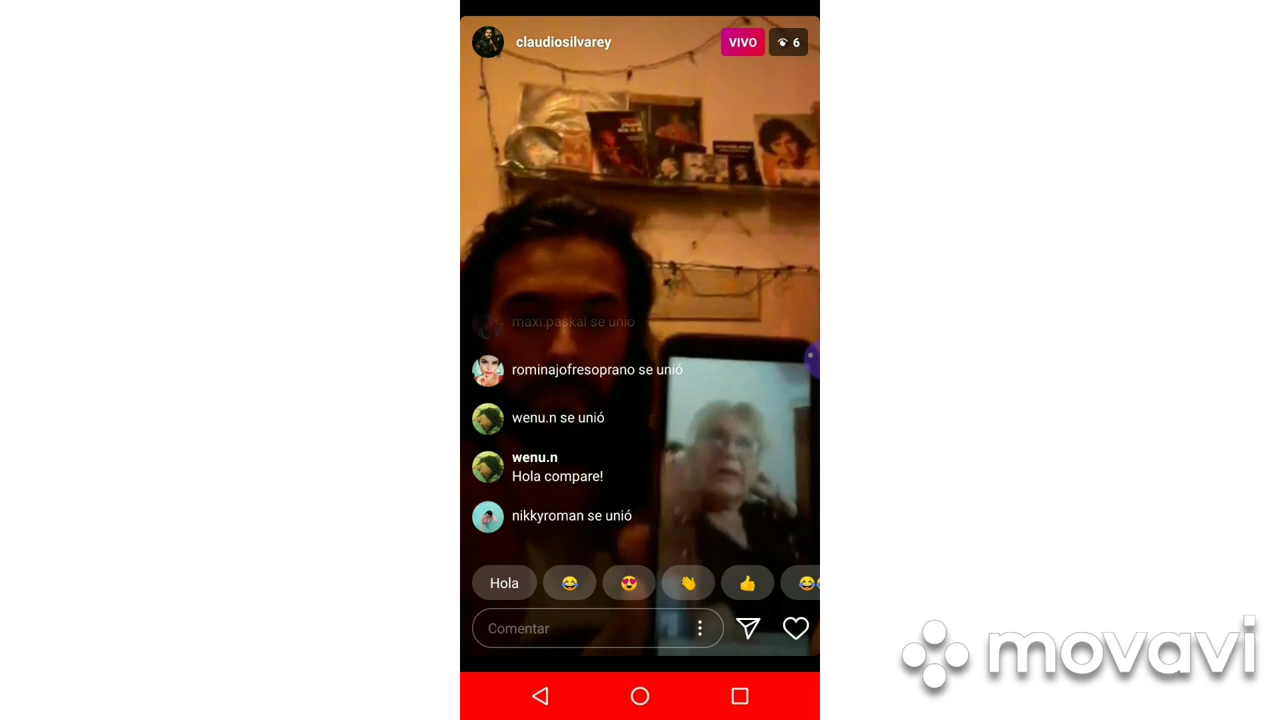 claudiosilvarey
VIVO
6
maxi.paskal se unió
rominajofresoprano se unió
wenu.n se unió
wenu.n
Hola compare!
nikkyroman se unió
Hola
Comentar
movavi